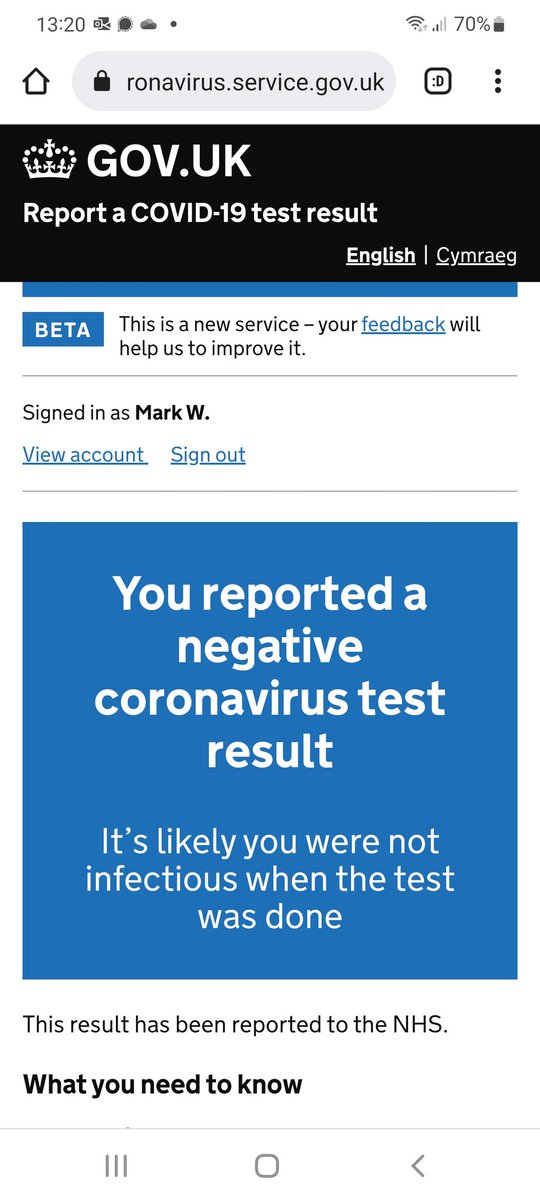 13:20 70%
ronavirus.service.gov.uk :D
GOV.UK
Report a COVID-19 test result
English | Cymraeg
BETA This is a new service – your feedback will
help us to improve it.
Signed in as Mark W.
View account Sign out
You reported a
negative
coronavirus test
result
It's likely you were not
infectious when the test
was done
This result has been reported to the NHS.
What you need to know